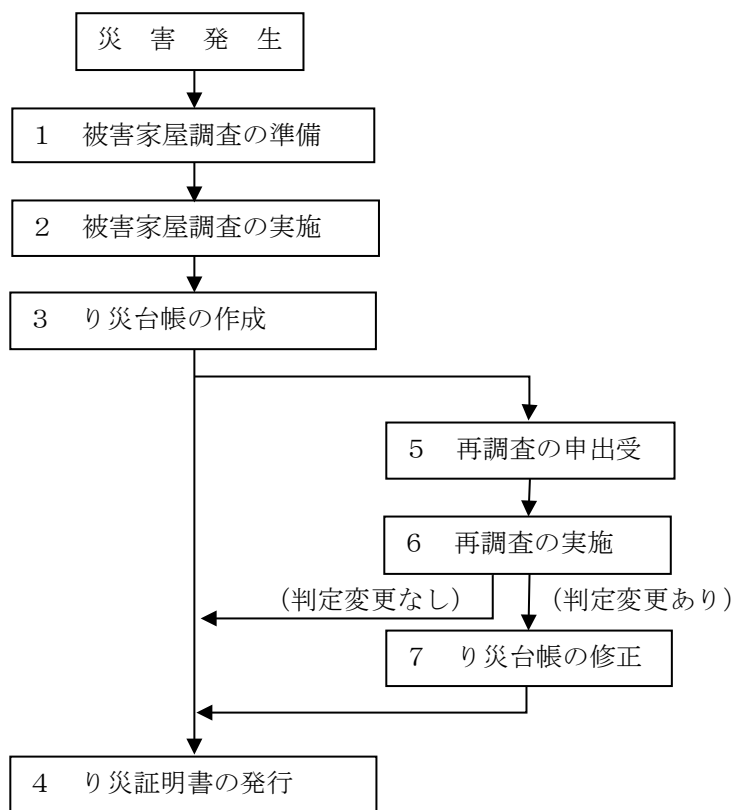 災　害　発　生
１　被害家屋調査の準備
２　被害家屋調査の実施
３　り災台帳の作成
５　再調査の申出受
６　再調査の実施
（判定変更なし）　（判定変更あり）
７　り災台帳の修正
４　り災証明書の発行